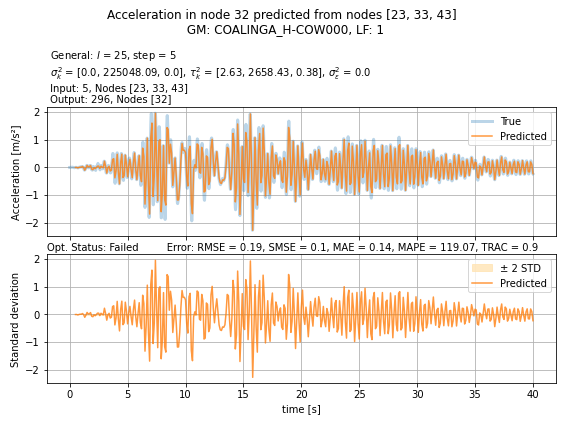 Acceleration in node 32 predicted from nodes [23, 33, 43]
GM: COALINGA_H-COW000, LF: 1
General: l = 25, step = 5
σ²ₖ = [0.0, 225048.09, 0.0], τ²ₖ = [2.63, 2658.43, 0.38], σ²ᵣ = 0.0
Input: 5, Nodes [23, 33, 43]
Output: 296, Nodes [32]
2
1
0
−1
−2
Acceleration [m/s²]
True
Predicted
Opt. Status: Failed Error: RMSE = 0.19, SMSE = 0.1, MAE = 0.14, MAPE = 119.07, TRAC = 0.9
2
1
0
−1
−2
Standard deviation
± 2 STD
Predicted
0 5 10 15 20 25 30 35 40
time [s]